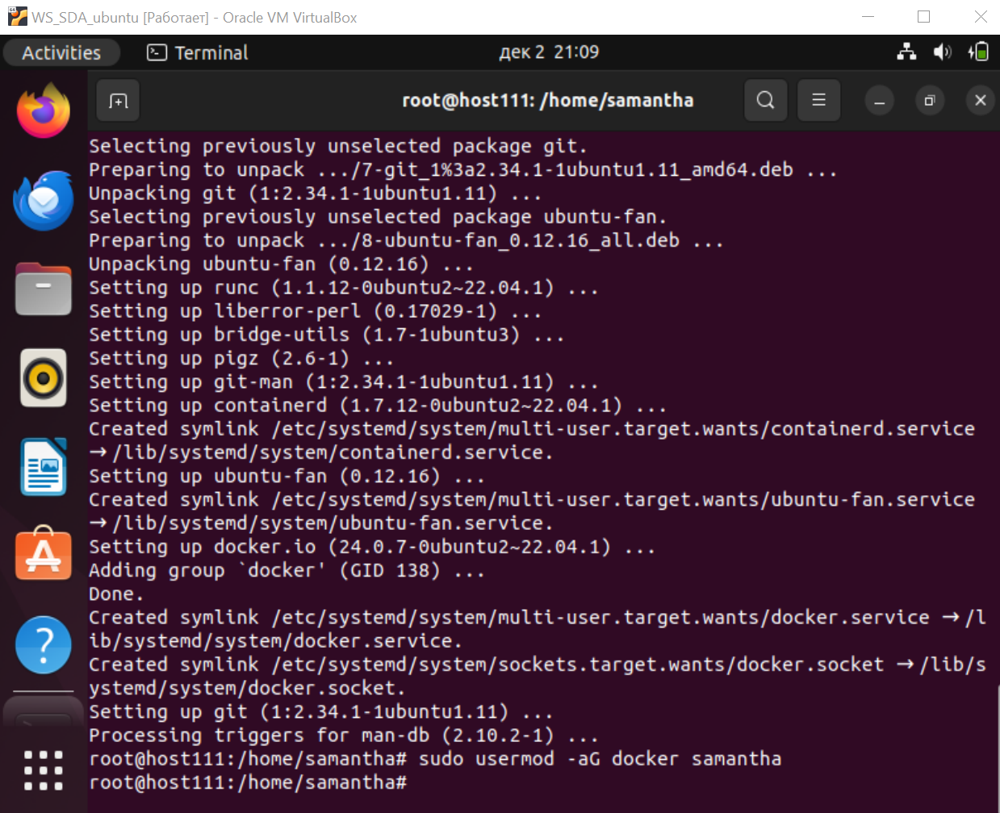 WS_SDA_ubuntu [Работает] - Oracle VM VirtualBox
Activities Terminal дек 2 21:09
root@host111: /home/samantha
Selecting previously unselected package git.
Preparing to unpack .../7-git_1%3a2.34.1-1ubuntu1.11_amd64.deb ...
Unpacking git (1:2.34.1-1ubuntu1.11) ...
Selecting previously unselected package ubuntu-fan.
Preparing to unpack .../8-ubuntu-fan_0.12.16_all.deb ...
Unpacking ubuntu-fan (0.12.16) ...
Setting up runc (1.1.12-0ubuntu2~22.04.1) ...
Setting up liberror-perl (0.17029-1) ...
Setting up bridge-utils (1.7-1ubuntu3) ...
Setting up pigz (2.6-1) ...
Setting up git-man (1:2.34.1-1ubuntu1.11) ...
Setting up containerd (1.7.12-0ubuntu2~22.04.1) ...
Created symlink /etc/systemd/system/multi-user.target.wants/containerd.service
→ /lib/systemd/system/containerd.service.
Setting up ubuntu-fan (0.12.16) ...
Created symlink /etc/systemd/system/multi-user.target.wants/ubuntu-fan.service
→ /lib/systemd/system/ubuntu-fan.service.
Setting up docker.io (24.0.7-0ubuntu2~22.04.1) ...
Adding group `docker' (GID 138) ...
Done.
Created symlink /etc/systemd/system/multi-user.target.wants/docker.service → /l
ib/systemd/system/docker.service.
Created symlink /etc/systemd/system/sockets.target.wants/docker.socket → /lib/s
ystemd/system/docker.socket.
Setting up git (1:2.34.1-1ubuntu1.11) ...
Processing triggers for man-db (2.10.2-1) ...
root@host111:/home/samantha# sudo usermod -aG docker samantha
root@host111:/home/samantha#